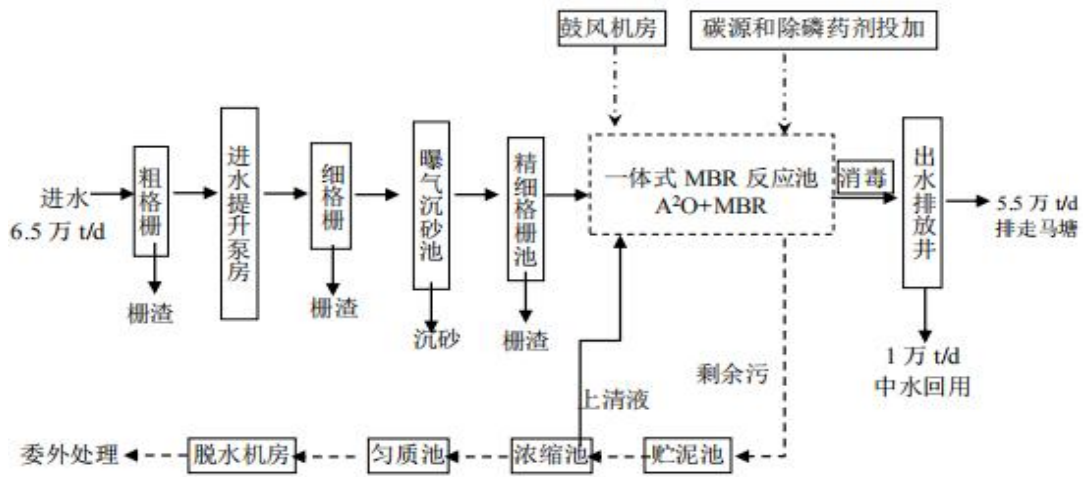 鼓风机房
碳源和除磷药剂投加
进水
6.5 万 t/d
粗格栅
栅渣
进水提升泵房
细格栅
栅渣
曝气沉砂池
沉砂
精细格栅池
栅渣
一体式 MBR 反应池
A²O+MBR
消毒
出水排放井
5.5 万 t/d
排走马塘
1 万 t/d
中水回用
剩余污
上清液
委外处理
脱水机房
匀质池
浓缩池
贮泥池